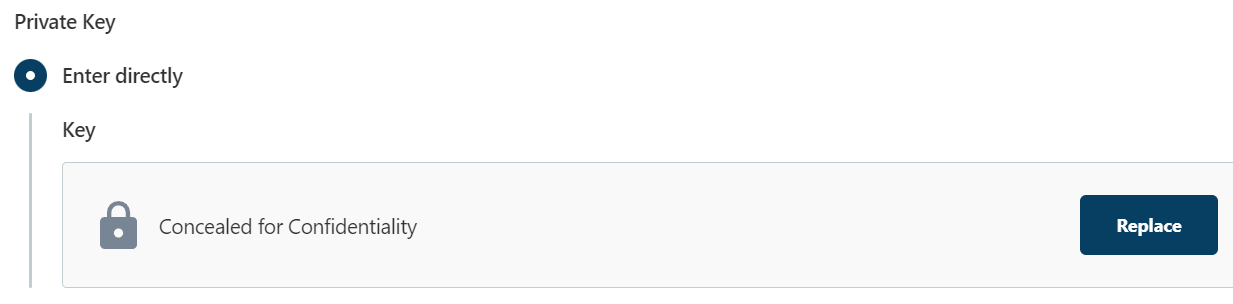 Private Key
Enter directly
Key
Concealed for Confidentiality
Replace